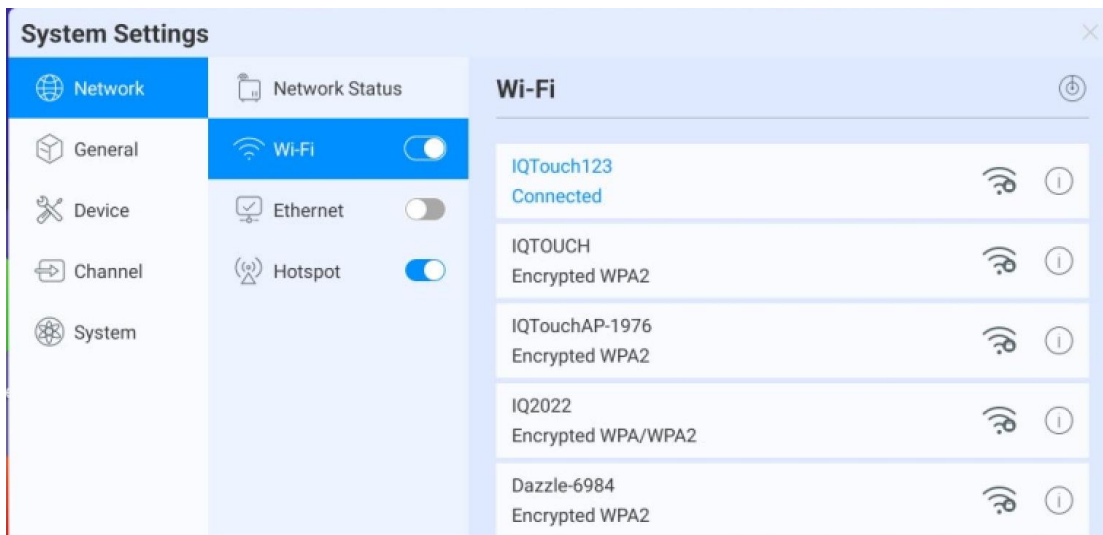 System Settings
Network
General
Device
Channel
System
Network Status
Wi-Fi
Ethernet
Hotspot
Wi-Fi
IQTouch123
Connected
IQTOUCH
Encrypted WPA2
IQTouchAP-1976
Encrypted WPA2
IQ2022
Encrypted WPA/WPA2
Dazzle-6984
Encrypted WPA2